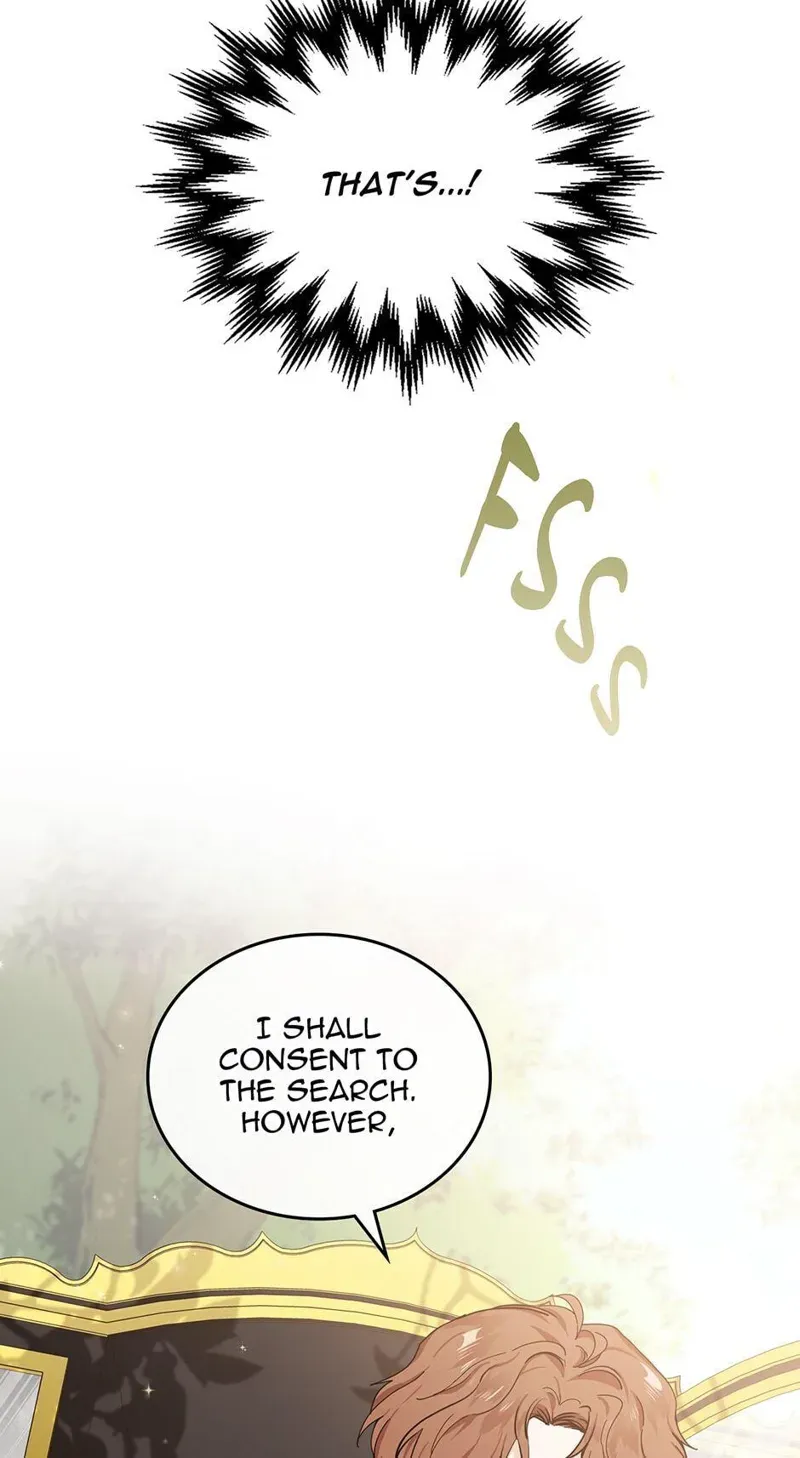 THAT'S...!
FSSS
I SHALL
CONSENT TO
THE SEARCH.
HOWEVER,